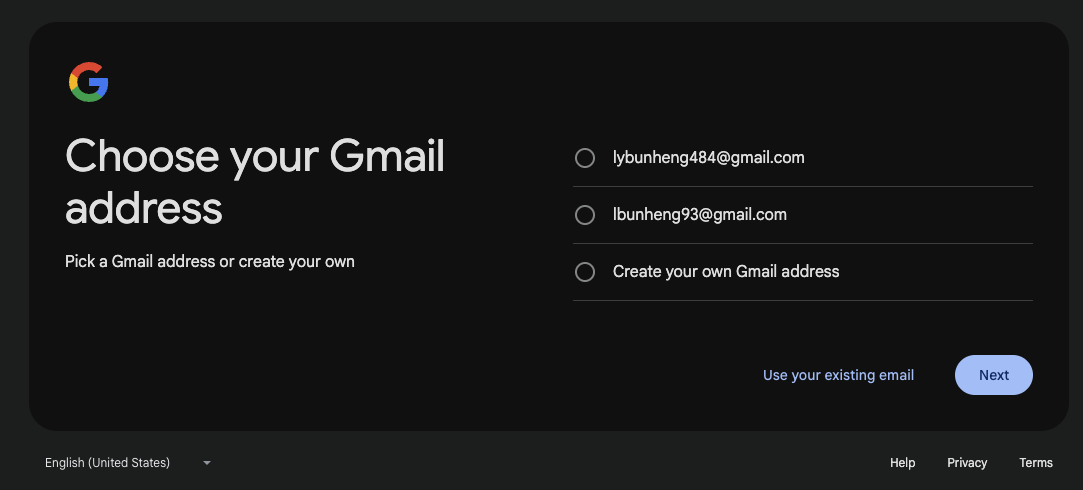 Choose your Gmail
address
Pick a Gmail address or create your own
lybunheng484@gmail.com
lbunheng93@gmail.com
Create your own Gmail address
Use your existing email
Next
English (United States)
Help
Privacy
Terms